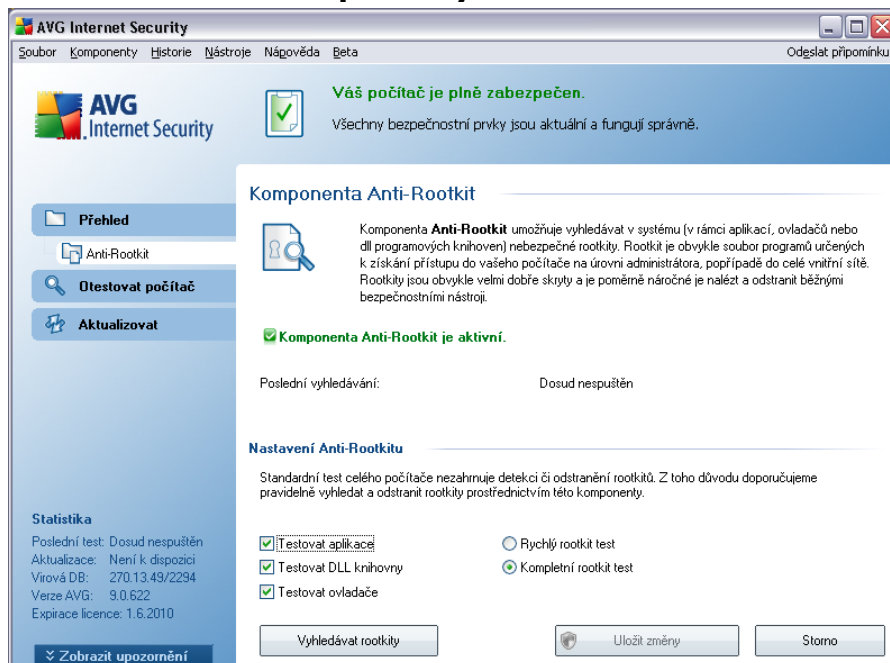 AVG Internet Security
Soubor Komponenty Historie Nástroje Nápověda Beta Odeslat připomínku
AVG
Internet Security
Váš počítač je plně zabezpečen.
Všechny bezpečnostní prvky jsou aktuální a fungují správně.
Přehled
Anti-Rootkit
Otestovat počítač
Aktualizovat
Komponenta Anti-Rootkit
Komponenta Anti-Rootkit umožňuje vyhledávat v systému (v rámci aplikací, ovladačů nebo
dll programových knihoven) nebezpečné rootkity. Rootkit je obvykle soubor programů určených
k získání přístupu do vašeho počítače na úrovni administrátora, popřípadě do celé vnitřní sítě.
Rootkity jsou obvykle velmi dobře skryty a je poměrně náročné je nalézt a odstranit běžnými
bezpečnostními nástroji.
Komponenta Anti-Rootkit je aktivní.
Poslední vyhledávání: Dosud nespuštěn
Nastavení Anti-Rootkitu
Standardní test celého počítače nezahrnuje detekci či odstranění rootkitů. Z toho důvodu doporučujeme
pravidelně vyhledat a odstranit rootkity prostřednictvím této komponenty.
Testovat aplikace
Testovat DLL knihovny
Testovat ovladače
Rychlý rootkit test
Kompletní rootkit test
Vyhledávat rootkity
Uložit změny
Storno
Statistika
Poslední test: Dosud nespuštěn
Aktualizace: Není k dispozici
Virová DB: 270.13.49/2294
Verze AVG: 9.0.622
Expirace licence: 1.6.2010
Zobrazit upozornění